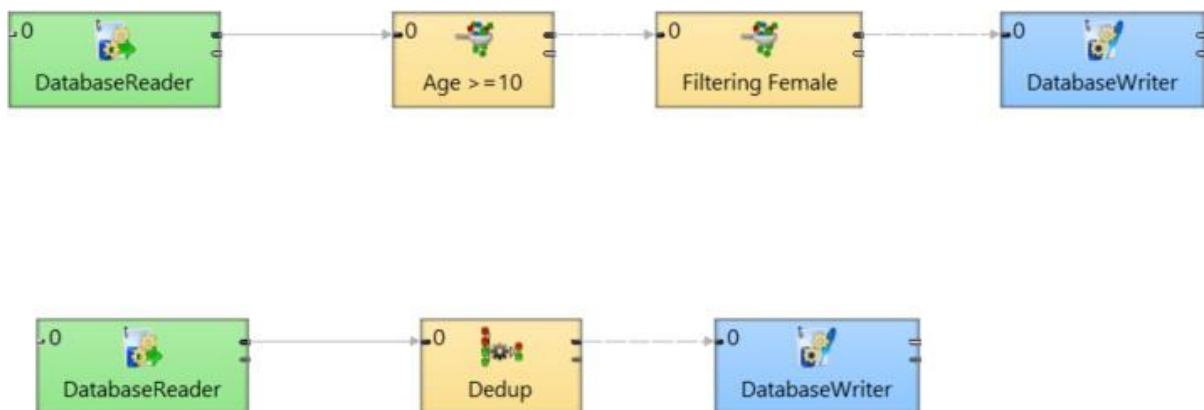 0 0 0 0
DatabaseReader Age >=10 Filtering Female DatabaseWriter
0 0 0
DatabaseReader Dedup DatabaseWriter